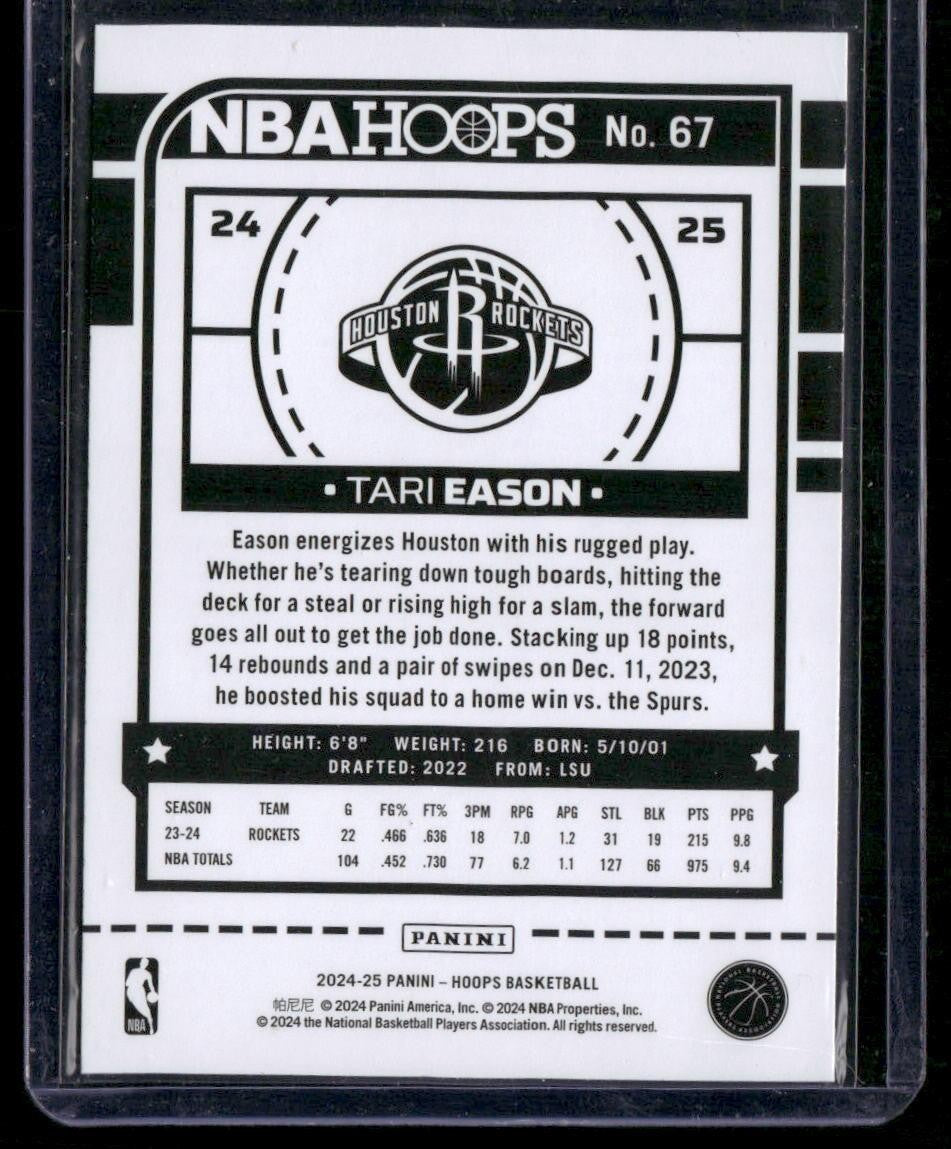 NBA HOOPS No. 67
24 25
HOUSTON R ROCKETS
• TARI EASON •
Eason energizes Houston with his rugged play.
Whether he's tearing down tough boards, hitting the
deck for a steal or rising high for a slam, the forward
goes all out to get the job done. Stacking up 18 points,
14 rebounds and a pair of swipes on Dec. 11, 2023,
he boosted his squad to a home win vs. the Spurs.
HEIGHT: 6'8" WEIGHT: 216 BORN: 5/10/01
DRAFTED: 2022 FROM: LSU
SEASON TEAM G FG% FT% 3PM RPG APG STL BLK PTS PPG
23-24 ROCKETS 22 .466 .636 18 7.0 1.2 31 19 215 9.8
NBA TOTALS 104 .452 .730 77 6.2 1.1 127 66 975 9.4
PANINI
2024-25 PANINI – HOOPS BASKETBALL
帕尼尼 © 2024 Panini America, Inc. © 2024 NBA Properties, Inc.
© 2024 the National Basketball Players Association. All rights reserved.
NBA